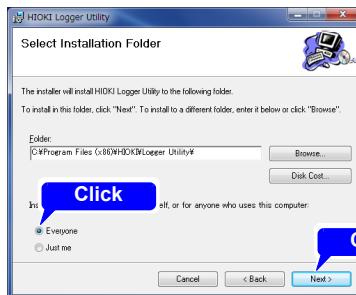 HIOKI Logger Utility
Select Installation Folder
The installer will install HIOKI Logger Utility to the following folder.
To install in this folder, click "Next". To install to a different folder, enter it below or click "Browse".
Folder:
C:¥Program Files (x86)¥HIOKI¥Logger Utility¥
Browse...
Disk Cost...
Click
elf, or for anyone who uses this computer:
Everyone
Just me
Cancel
< Back
Next >